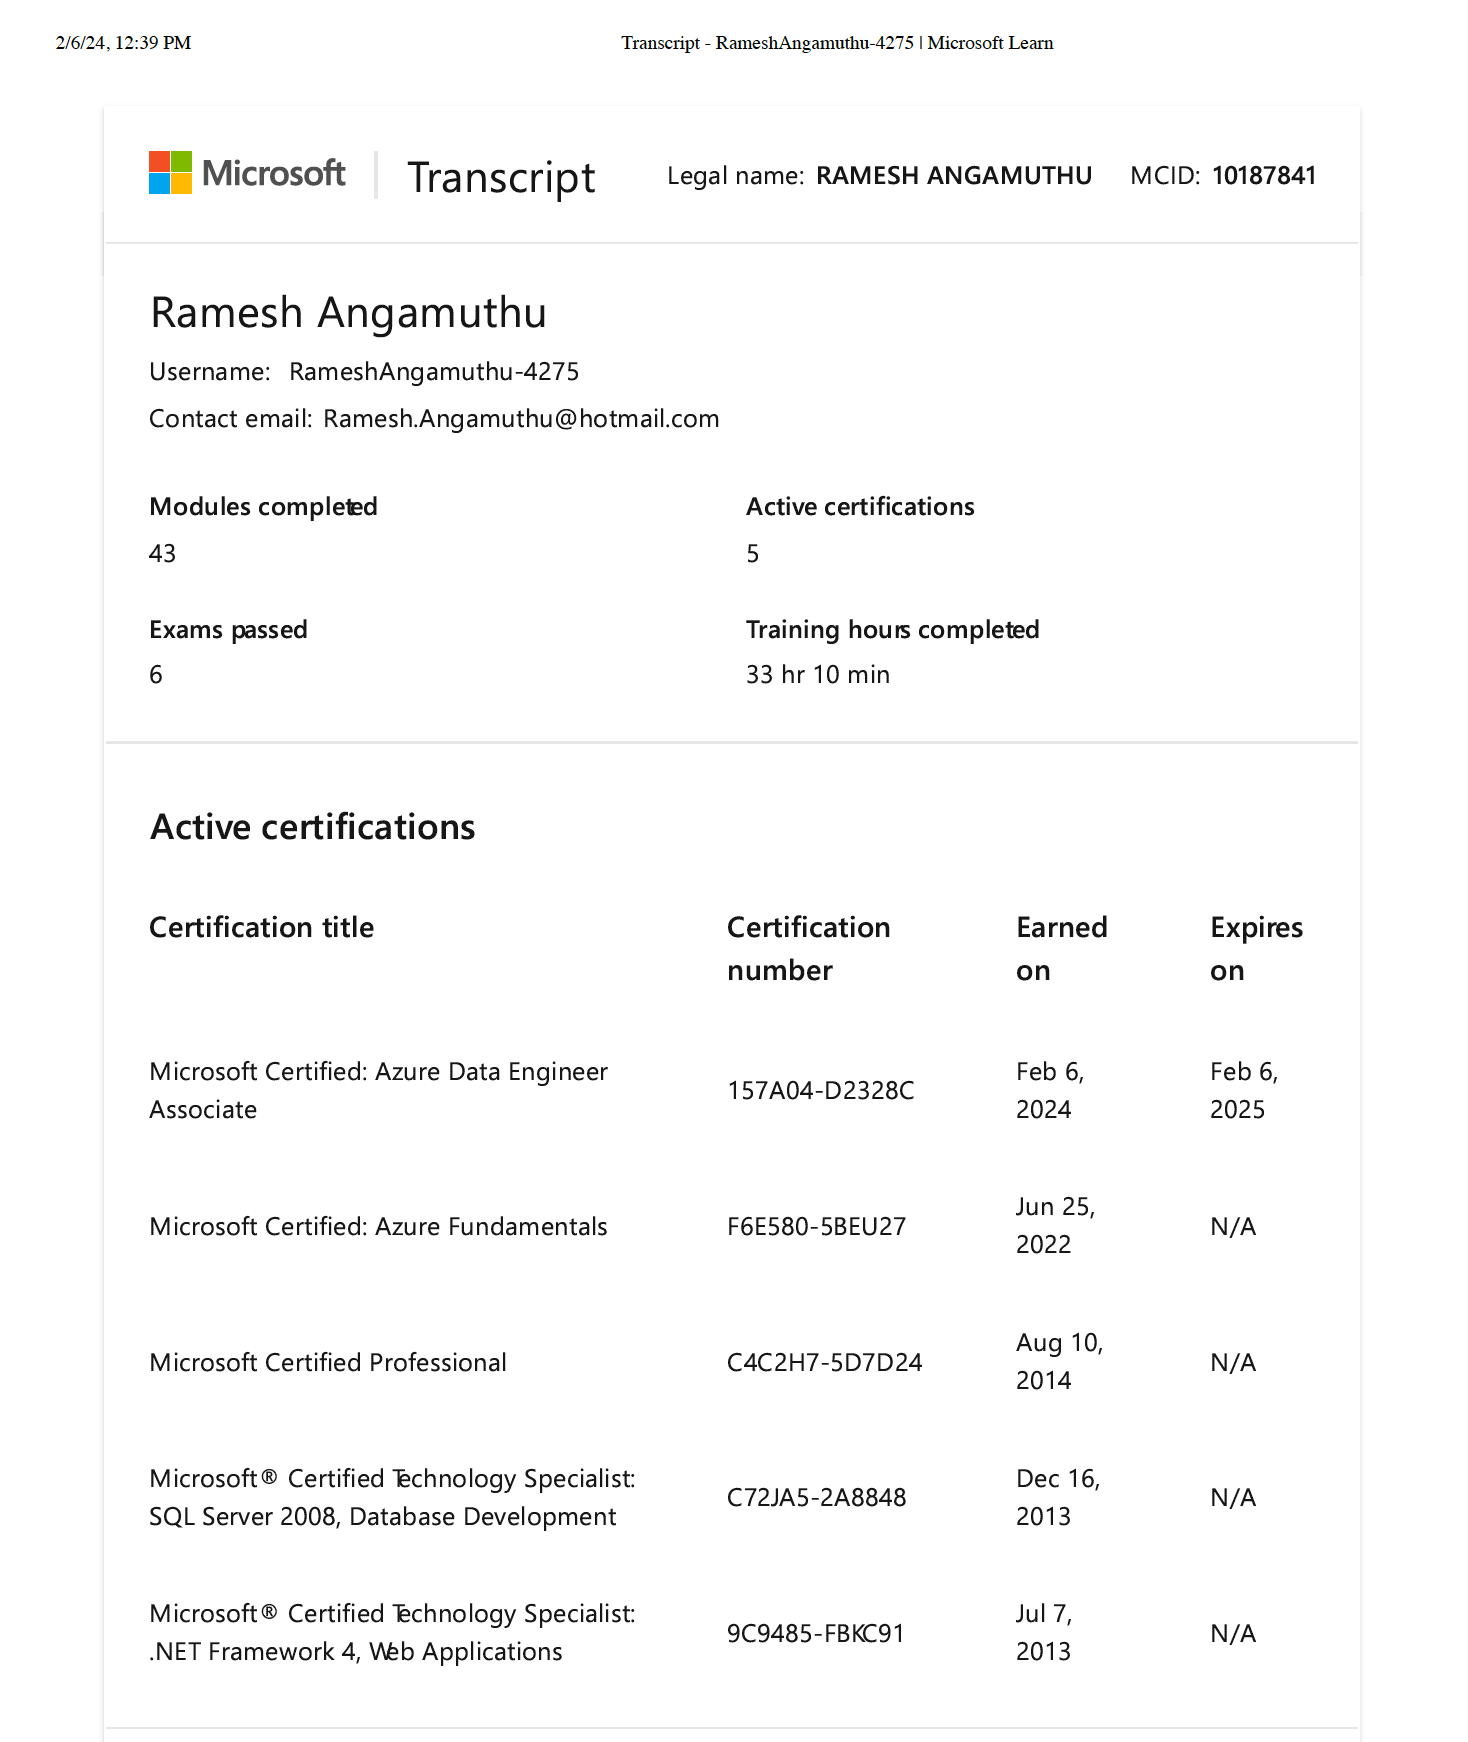 2/6/24, 12:39 PM
Transcript - RameshAngamuthu-4275 | Microsoft Learn
Microsoft
Transcript
Legal name: RAMESH ANGAMUTHU
MCID: 10187841
Ramesh Angamuthu
Username: RameshAngamuthu-4275
Contact email: Ramesh.Angamuthu@hotmail.com
Modules completed
43
Active certifications
5
Exams passed
6
Training hours completed
33 hr 10 min
Active certifications
Certification title
Certification
number
Earned
on
Expires
on
Microsoft Certified: Azure Data Engineer
Associate
157A04-D2328C
Feb 6,
2024
Feb 6,
2025
Microsoft Certified: Azure Fundamentals
F6E580-5BEU27
Jun 25,
2022
N/A
Microsoft Certified Professional
C4C2H7-5D7D24
Aug 10,
2014
N/A
Microsoft® Certified Technology Specialist:
SQL Server 2008, Database Development
C72JA5-2A8848
Dec 16,
2013
N/A
Microsoft® Certified Technology Specialist:
.NET Framework 4, Web Applications
9C9485-FBKC91
Jul 7,
2013
N/A